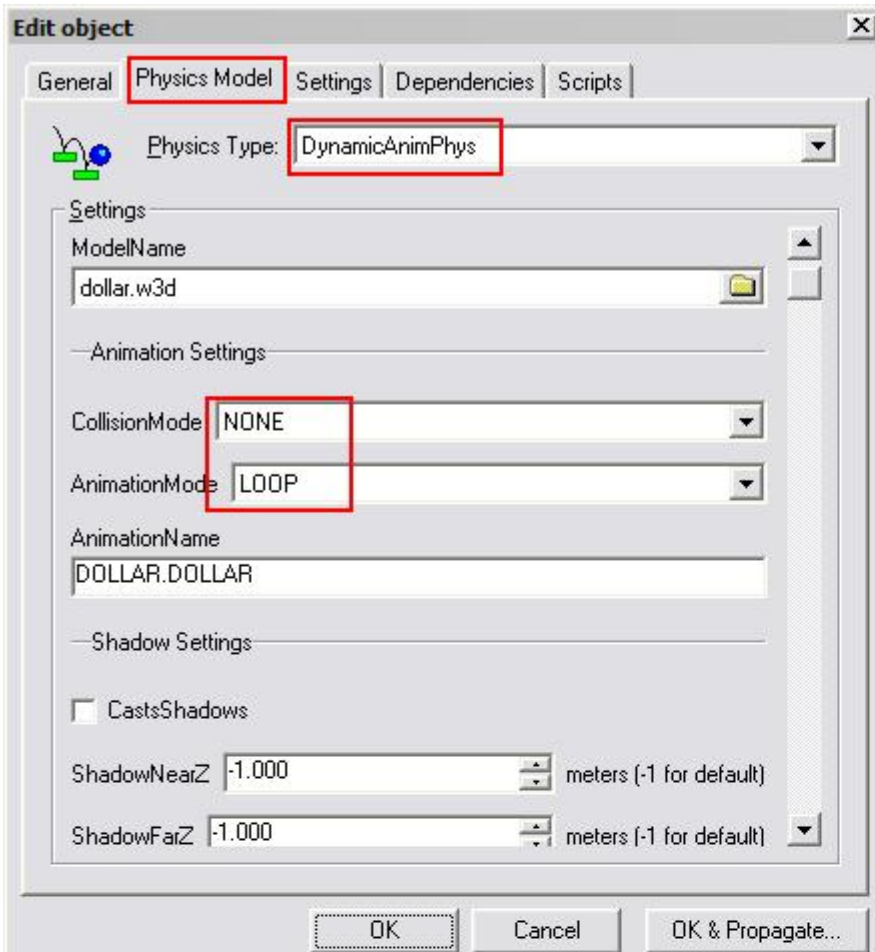 Edit object
General Physics Model Settings Dependencies Scripts
Physics Type: DynamicAnimPhys
Settings
ModelName
dollar.w3d
Animation Settings
CollisionMode NONE
AnimationMode LOOP
AnimationName
DOLLAR.DOLLAR
Shadow Settings
CastsShadows
ShadowNearZ -1.000 meters (-1 for default)
ShadowFarZ -1.000 meters (-1 for default)
OK Cancel OK & Propagate...